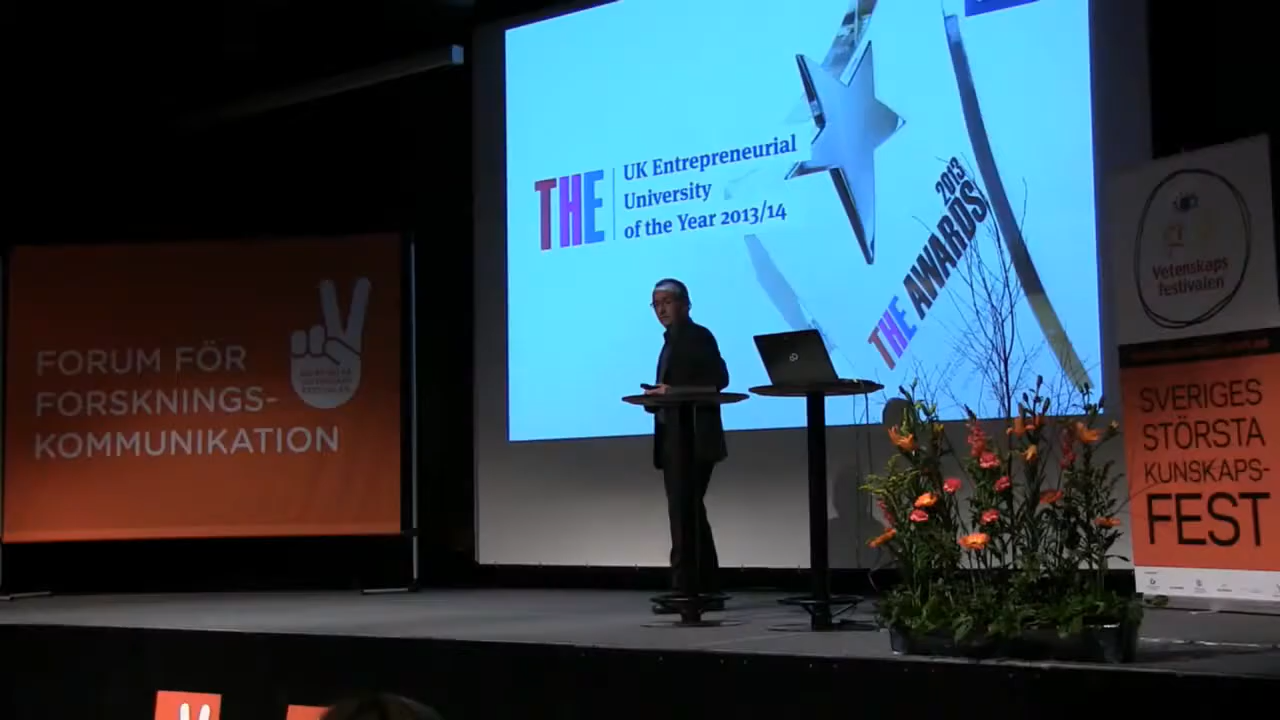 THE
UK Entrepreneurial
University
of the Year 2013/14
THE AWARDS
2013
FORUM FÖR
FORSKNINGS-
KOMMUNIKATION
Vetenskaps
festivalen
SVERIGES
STÖRSTA
KUNSKAPS-
FEST